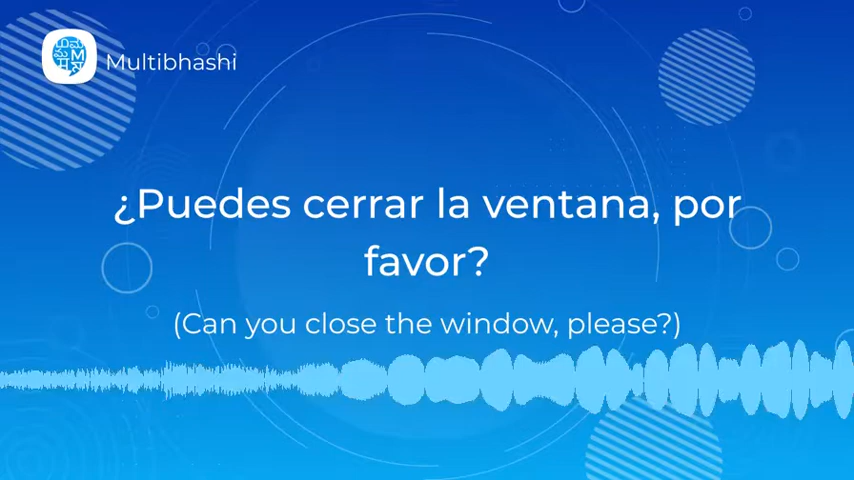 Multibhashi
¿Puedes cerrar la ventana, por
favor?
(Can you close the window, please?)